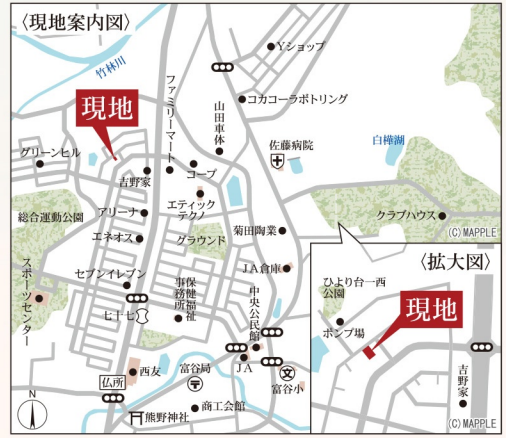 〈現地案内図〉
竹林川
Yショップ
ファミリーマート
コカコーラボトリング
現地
山田車体
佐藤病院
白樺湖
グリーンヒル
吉野家
コープ
エティック
テクノ
総合運動公園
アリーナ
クラブハウス
エネオス
グラウンド
菊田陶業
(C)MAPPLE
スポーツセンター
セブンイレブン
JA倉庫
保健福祉
事務所
中央公民館
七十七
JA
西友
富谷局
富谷小
仏所
熊野神社
商工会館
N
〈拡大図〉
ひより台一西
公園
現地
ポンプ場
吉野家
(C)MAPPLE